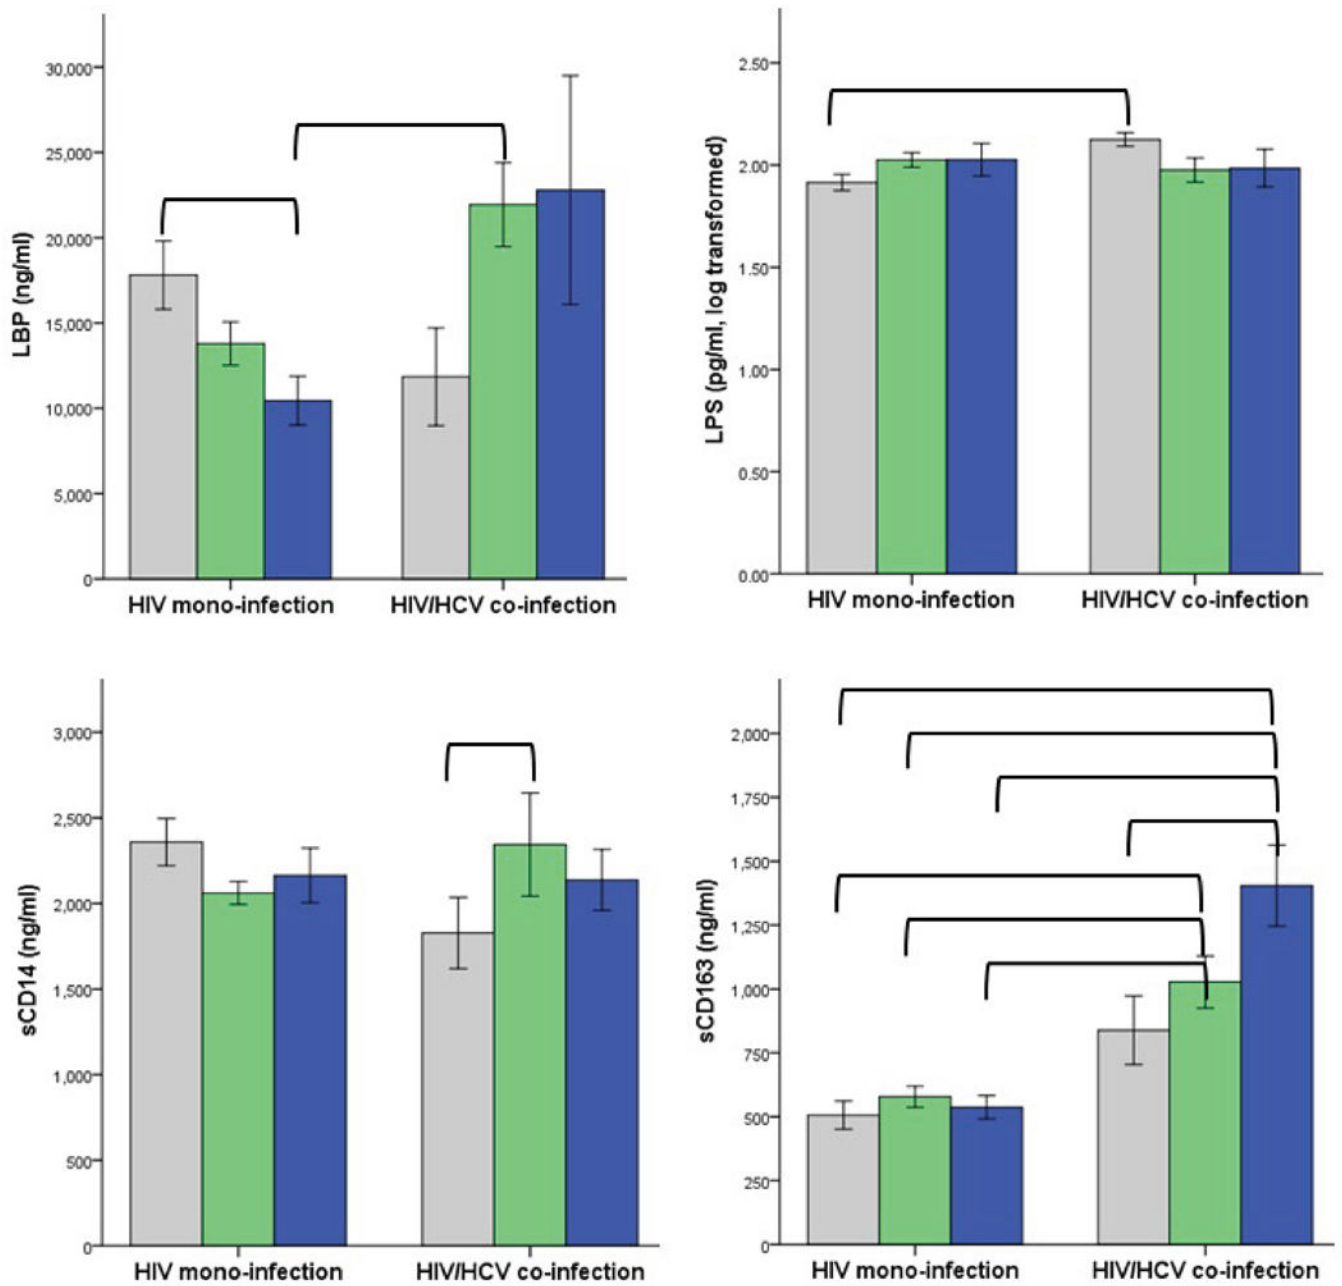 LBP (ng/ml)
30,000
25,000
20,000
15,000
10,000
5,000
0
HIV mono-infection
HIV/HCV co-infection
LPS (pg/ml, log transformed)
2.50
2.00
1.50
1.00
0.50
0.00
HIV mono-infection
HIV/HCV co-infection
sCD14 (ng/ml)
3,000
2,500
2,000
1,500
1,000
500
0
HIV mono-infection
HIV/HCV co-infection
sCD163 (ng/ml)
2,000
1,750
1,500
1,250
1,000
750
500
250
0
HIV mono-infection
HIV/HCV co-infection